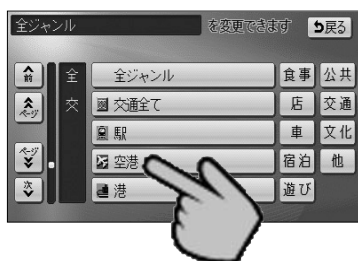 全ジャンル を変更できます 戻る
前 全 全ジャンル 食事 公共
ページ 交 交通全て 店 交通
駅 車 文化
ページ 空港 宿泊 他
次 港 遊び